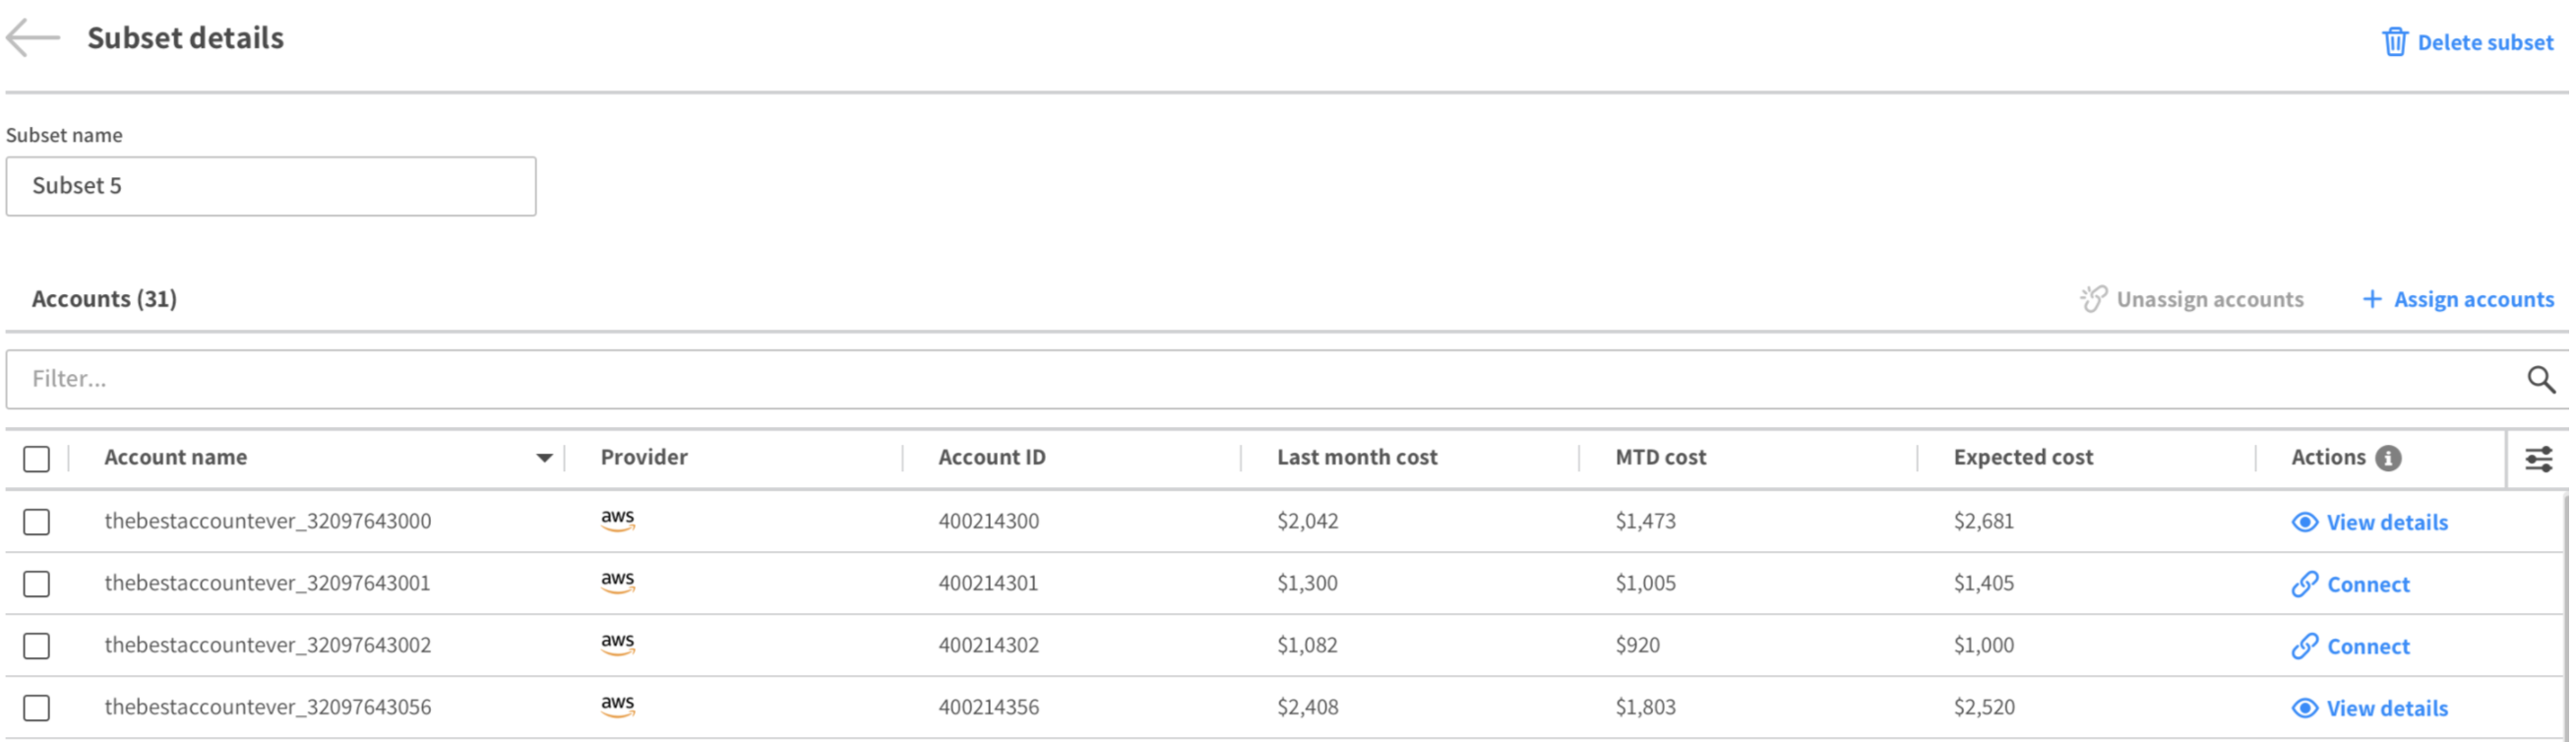 Subset details
Delete subset
Subset name
Subset 5
Accounts (31)
Unassign accounts
+ Assign accounts
Filter...
Account name Provider Account ID Last month cost MTD cost Expected cost Actions
thebestaccountever_32097643000 aws 400214300 $2,042 $1,473 $2,681 View details
thebestaccountever_32097643001 aws 400214301 $1,300 $1,005 $1,405 Connect
thebestaccountever_32097643002 aws 400214302 $1,082 $920 $1,000 Connect
thebestaccountever_32097643056 aws 400214356 $2,408 $1,803 $2,520 View details